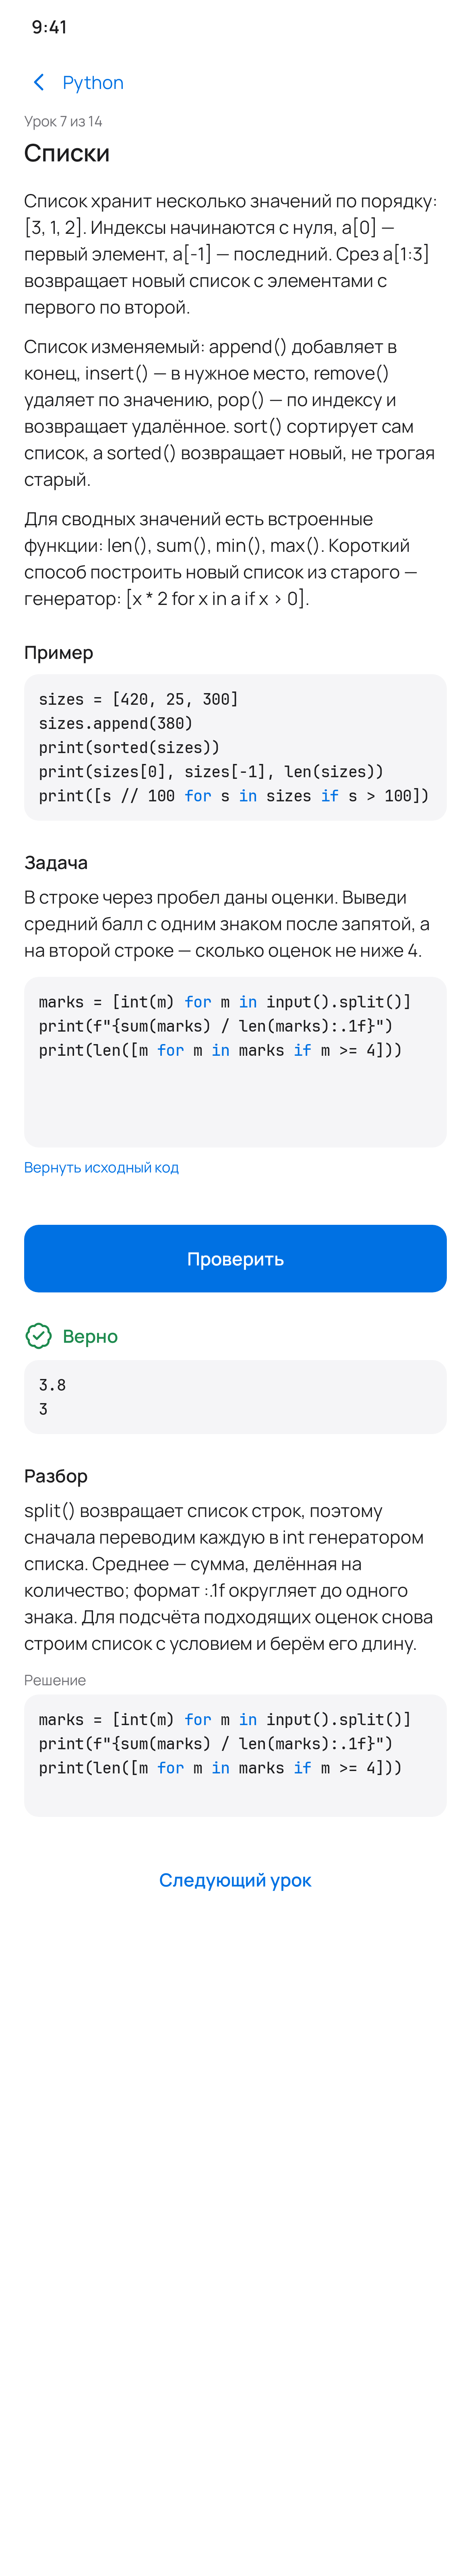 9:41
Python
Урок 7 из 14
Списки
Список хранит несколько значений по порядку:
[3, 1, 2]. Индексы начинаются с нуля, a[0] —
первый элемент, a[-1] — последний. Срез a[1:3]
возвращает новый список с элементами с
первого по второй.
Список изменяемый: append() добавляет в
конец, insert() — в нужное место, remove()
удаляет по значению, pop() — по индексу и
возвращает удалённое. sort() сортирует сам
список, а sorted() возвращает новый, не трогая
старый.
Для сводных значений есть встроенные
функции: len(), sum(), min(), max(). Короткий
способ построить новый список из старого —
генератор: [x * 2 for x in a if x > 0].
Пример
sizes = [420, 25, 300]
sizes.append(380)
print(sorted(sizes))
print(sizes[0], sizes[-1], len(sizes))
print([s // 100 for s in sizes if s > 100])
Задача
В строке через пробел даны оценки. Выведи
средний балл с одним знаком после запятой, а
на второй строке — сколько оценок не ниже 4.
marks = [int(m) for m in input().split()]
print(f"{sum(marks) / len(marks):.1f}")
print(len([m for m in marks if m >= 4]))
Вернуть исходный код
Проверить
Верно
3.8
3
Разбор
split() возвращает список строк, поэтому
сначала переводим каждую в int генератором
списка. Среднее — сумма, делённая на
количество; формат :.1f округляет до одного
знака. Для подсчёта подходящих оценок снова
строим список с условием и берём его длину.
Решение
marks = [int(m) for m in input().split()]
print(f"{sum(marks) / len(marks):.1f}")
print(len([m for m in marks if m >= 4]))
Следующий урок